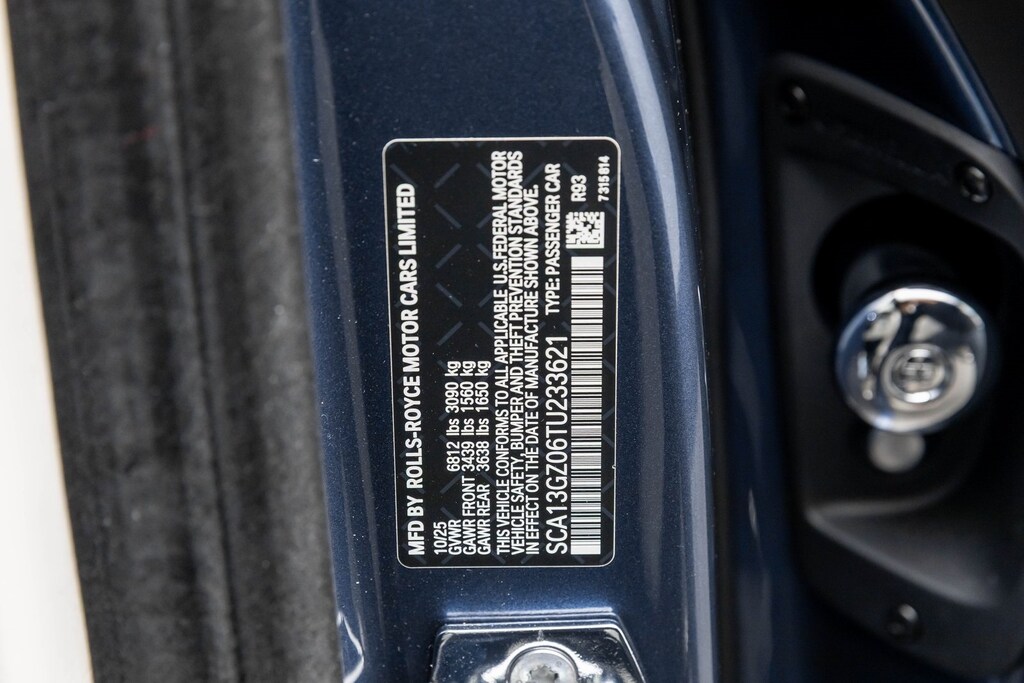 MFD BY ROLLS-ROYCE MOTOR CARS LIMITED
10/25
GVWR 6812 lbs 3090 kg
GAWR FRONT 3439 lbs 1560 kg
GAWR REAR 3638 lbs 1650 kg
THIS VEHICLE CONFORMS TO ALL APPLICABLE U.S.FEDERAL MOTOR
VEHICLE SAFETY, BUMPER AND THEFT PREVENTION STANDARDS
IN EFFECT ON THE DATE OF MANUFACTURE SHOWN ABOVE.
SCA13GZ06TU233621 TYPE: PASSENGER CAR
R93
7315814